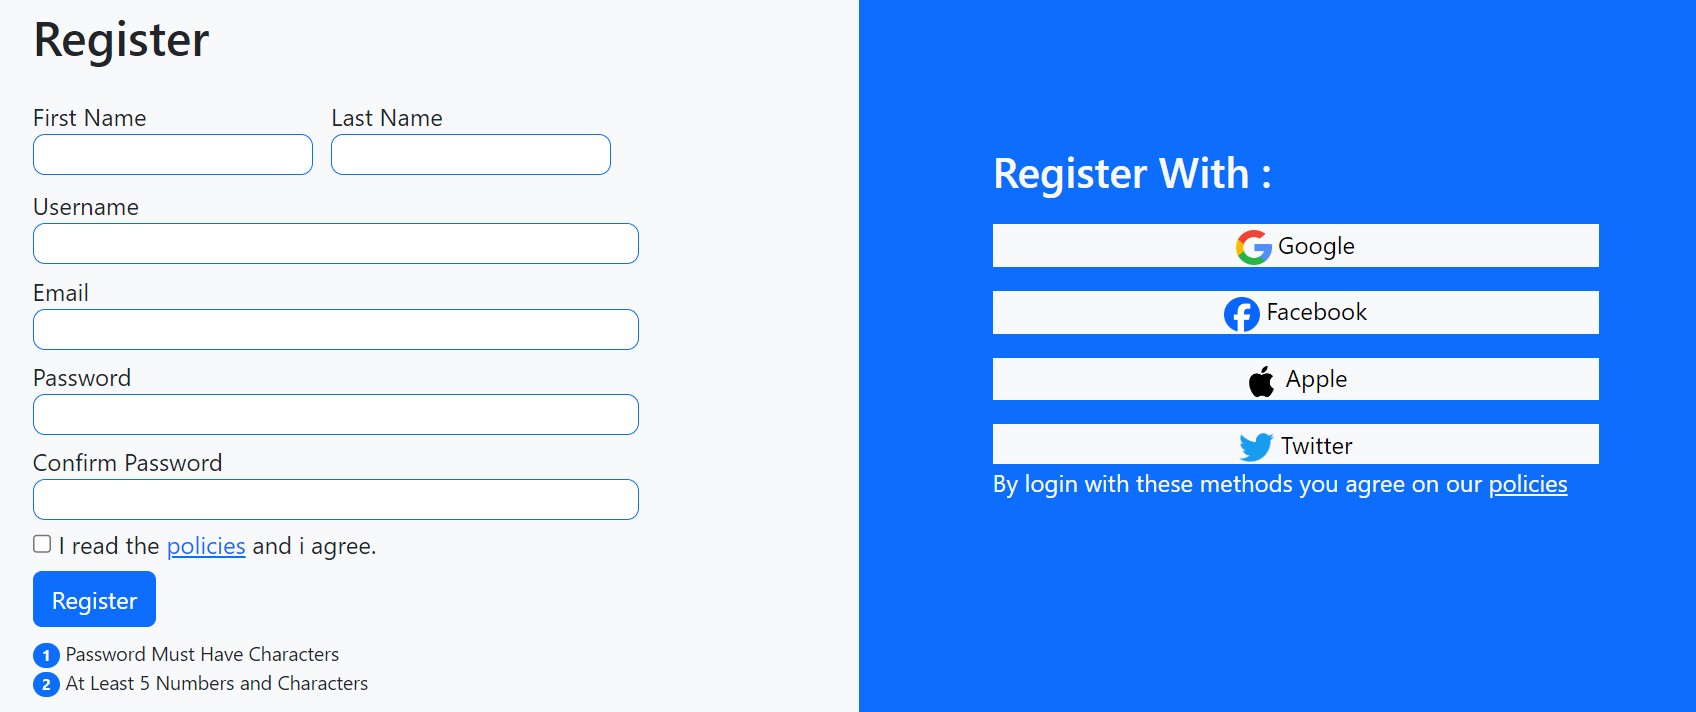 Register
First Name Last Name
Username
Email
Password
Confirm Password
I read the policies and i agree.
Register
1 Password Must Have Characters
2 At Least 5 Numbers and Characters
Register With :
Google
Facebook
Apple
Twitter
By login with these methods you agree on our policies